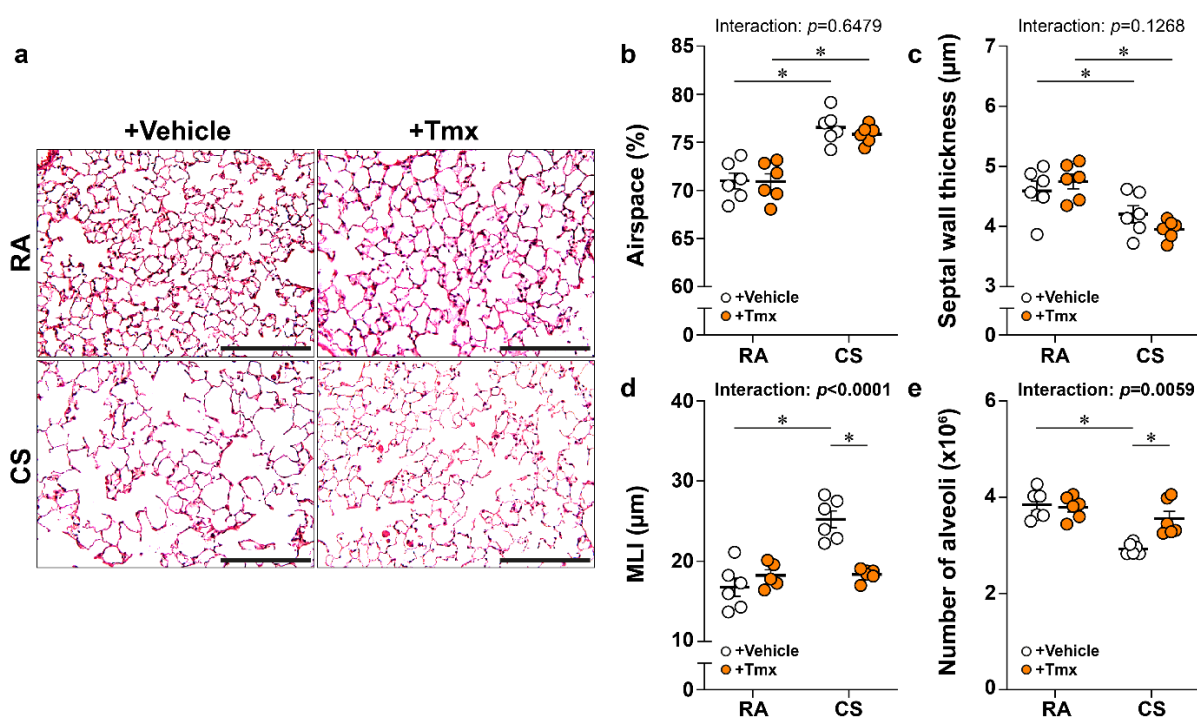 a
+Vehicle +Tmx
RA
CS
b
Interaction: p=0.6479
*
*
Airspace (%)
85
80
75
70
65
60
0
+Vehicle
+Tmx
RA CS
c
Interaction: p=0.1268
*
*
Septal wall thickness (μm)
7
6
5
4
3
0
+Vehicle
+Tmx
RA CS
d
Interaction: p<0.0001
*
*
MLI (μm)
40
30
20
10
0
+Vehicle
+Tmx
RA CS
e
Interaction: p=0.0059
*
*
Number of alveoli (x10⁶)
6
4
2
0
+Vehicle
+Tmx
RA CS